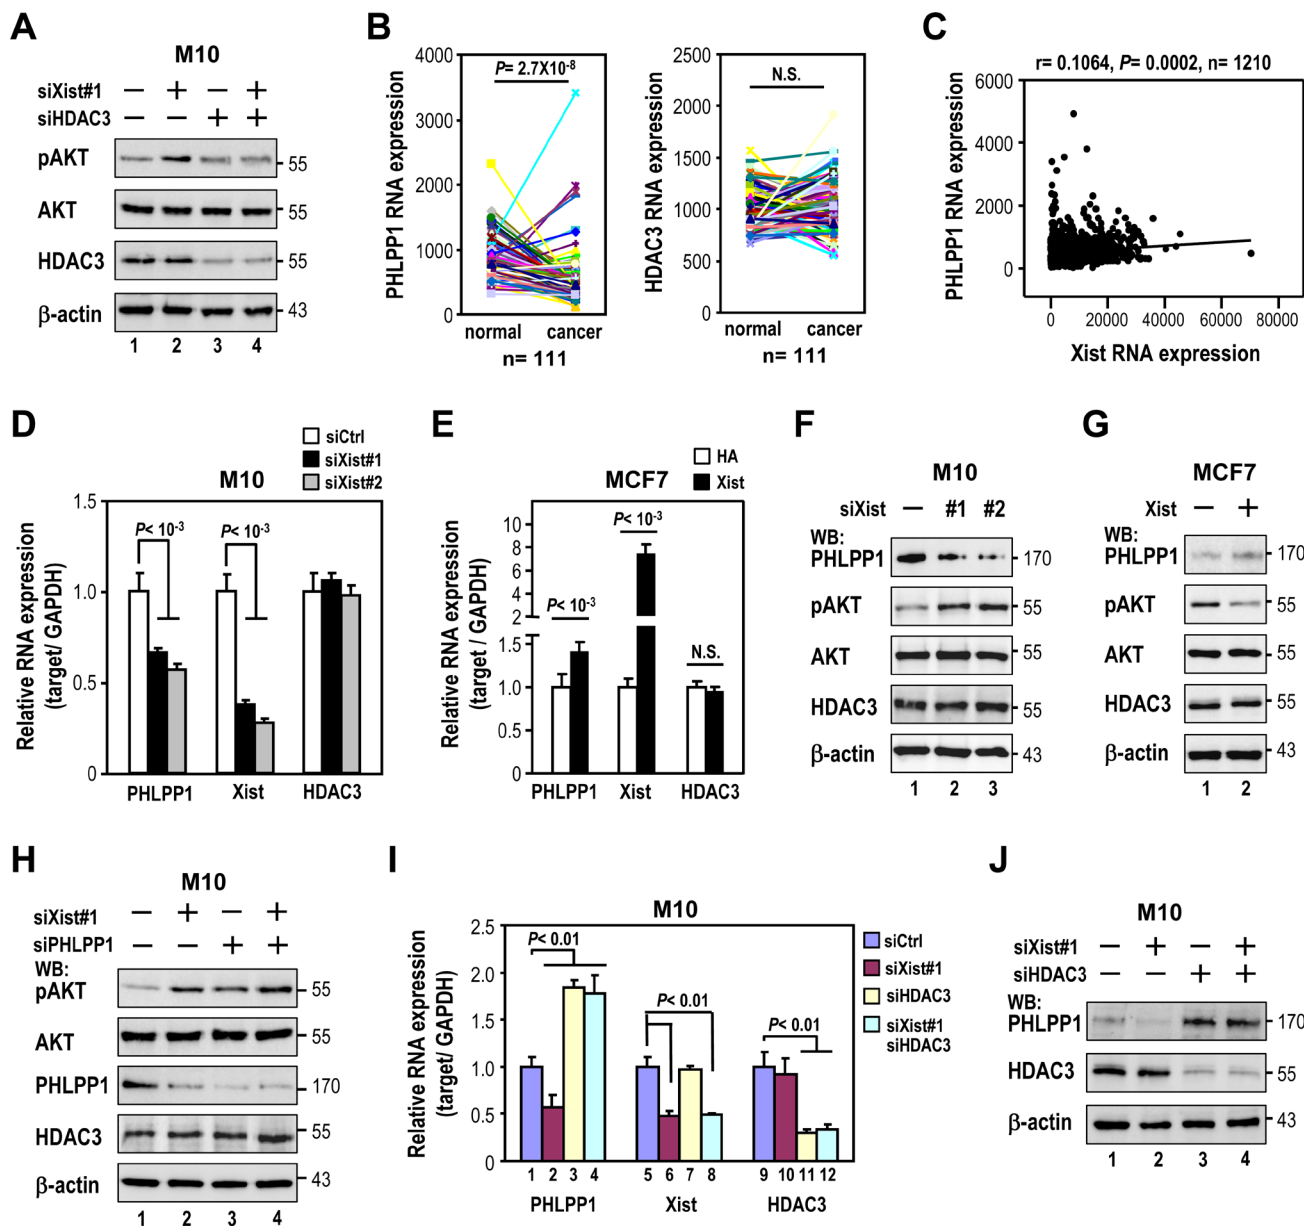 A
M10
siXist#1 — + — +
siHDAC3 — — + +
pAKT 55
AKT 55
HDAC3 55
β-actin 43
1 2 3 4
B
PHLPP1 RNA expression
4000
3000
2000
1000
0
P= 2.7X10-8
normal cancer
n= 111
HDAC3 RNA expression
2500
2000
1500
1000
500
0
N.S.
normal cancer
n= 111
C
r= 0.1064, P= 0.0002, n= 1210
PHLPP1 RNA expression
6000
4000
2000
0
0 20000 40000 60000 80000
Xist RNA expression
D
siCtrl
siXist#1
siXist#2
M10
Relative RNA expression
(target/ GAPDH)
1.5
1.0
0.5
0
P< 10-3 P< 10-3
PHLPP1 Xist HDAC3
E
HA
Xist
MCF7
Relative RNA expression
(target / GAPDH)
10
8
6
4
2
1.5
1.0
0.5
0
P< 10-3
P< 10-3
N.S.
PHLPP1 Xist HDAC3
F
M10
siXist — #1 #2
WB:
PHLPP1 170
pAKT 55
AKT 55
HDAC3 55
β-actin 43
1 2 3
G
MCF7
Xist — +
WB:
PHLPP1 170
pAKT 55
AKT 55
HDAC3 55
β-actin 43
1 2
H
M10
siXist#1 — + — +
siPHLPP1 — — + +
WB:
pAKT 55
AKT 55
PHLPP1 170
HDAC3 55
β-actin 43
1 2 3 4
I
M10
Relative RNA expression
(target/ GAPDH)
2.5
2.0
1.5
1.0
0.5
0
P< 0.01
P< 0.01
P< 0.01
1 2 3 4 5 6 7 8 9 10 11 12
PHLPP1 Xist HDAC3
siCtrl
siXist#1
siHDAC3
siXist#1
siHDAC3
J
M10
siXist#1 — + — +
siHDAC3 — — + +
WB:
PHLPP1 170
HDAC3 55
β-actin 43
1 2 3 4